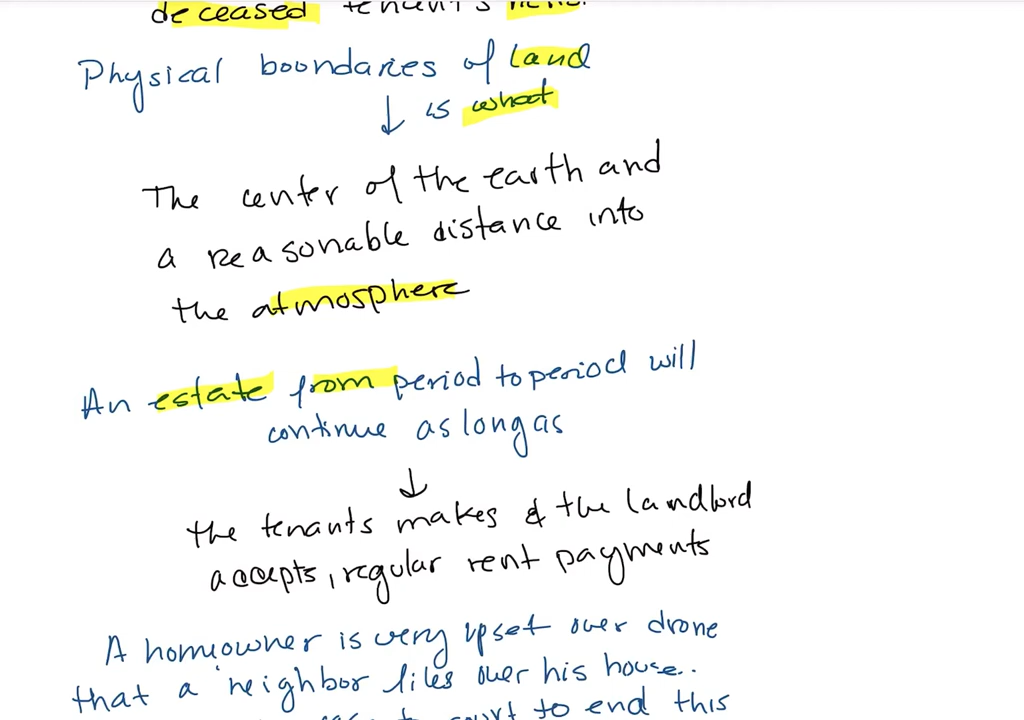 deceased tenant's heirs.
Physical boundaries of land
↓ is what
The center of the earth and
a reasonable distance into
the atmosphere
An estate from period to period will
continue as long as
↓
the tenants makes & the landlord
accepts, regular rent payments
A homeowner is very upset over drone
that a neighbor flies over his house..
court to end this